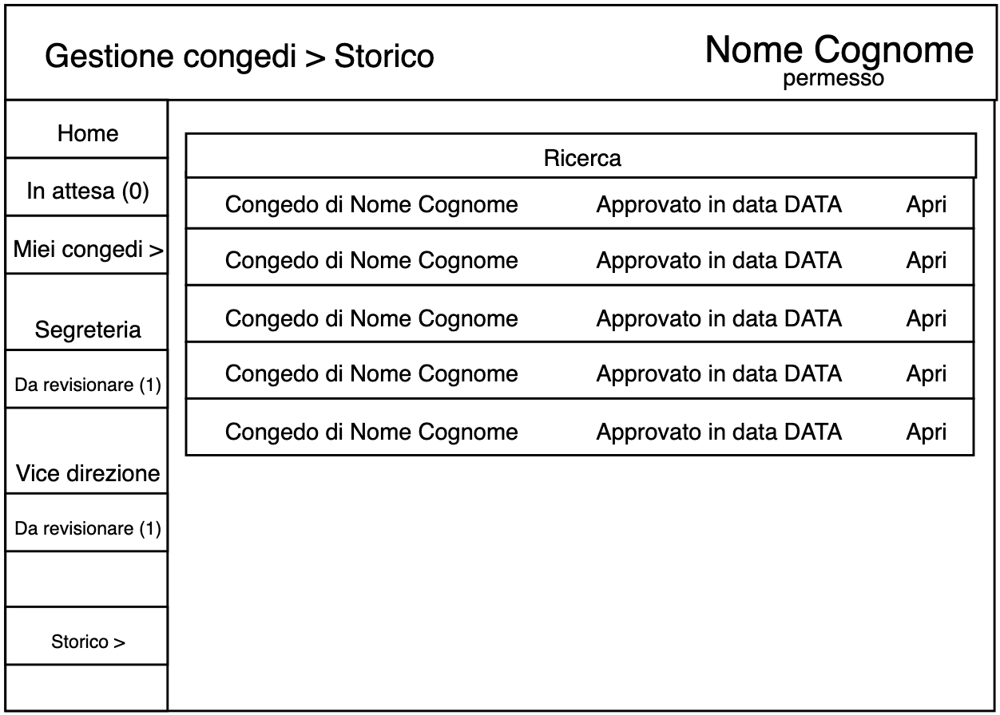 Gestione congedi > Storico
Nome Cognome
permesso
Home
In attesa (0)
Miei congedi >
Segreteria
Da revisionare (1)
Vice direzione
Da revisionare (1)
Storico >
Ricerca
Congedo di Nome Cognome Approvato in data DATA Apri
Congedo di Nome Cognome Approvato in data DATA Apri
Congedo di Nome Cognome Approvato in data DATA Apri
Congedo di Nome Cognome Approvato in data DATA Apri
Congedo di Nome Cognome Approvato in data DATA Apri